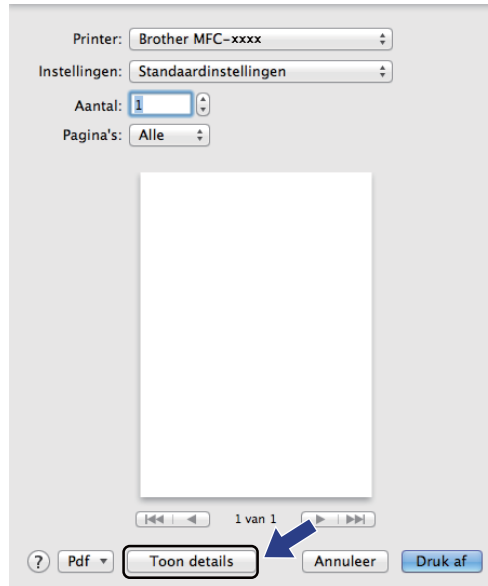 Printer: Brother MFC-xxxx
Instellingen: Standaardinstellingen
Aantal: 1
Pagina's: Alle
1 van 1
? Pdf Toon details Annuleer Druk af